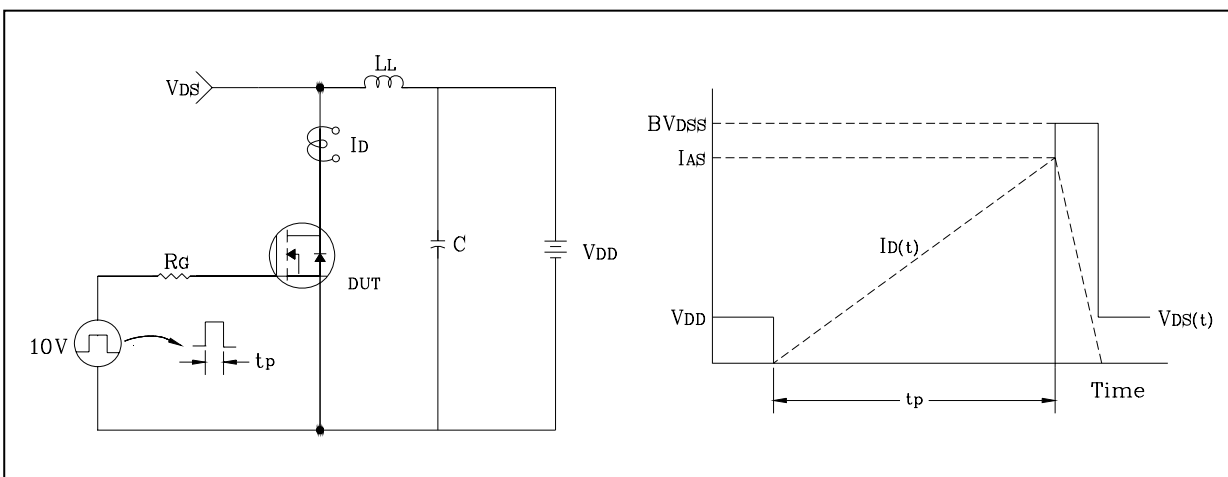 LL
VDS
ID
RG
DUT
C
VDD
10V
tp
BVDSS
IAS
ID(t)
VDD
VDS(t)
Time
tp